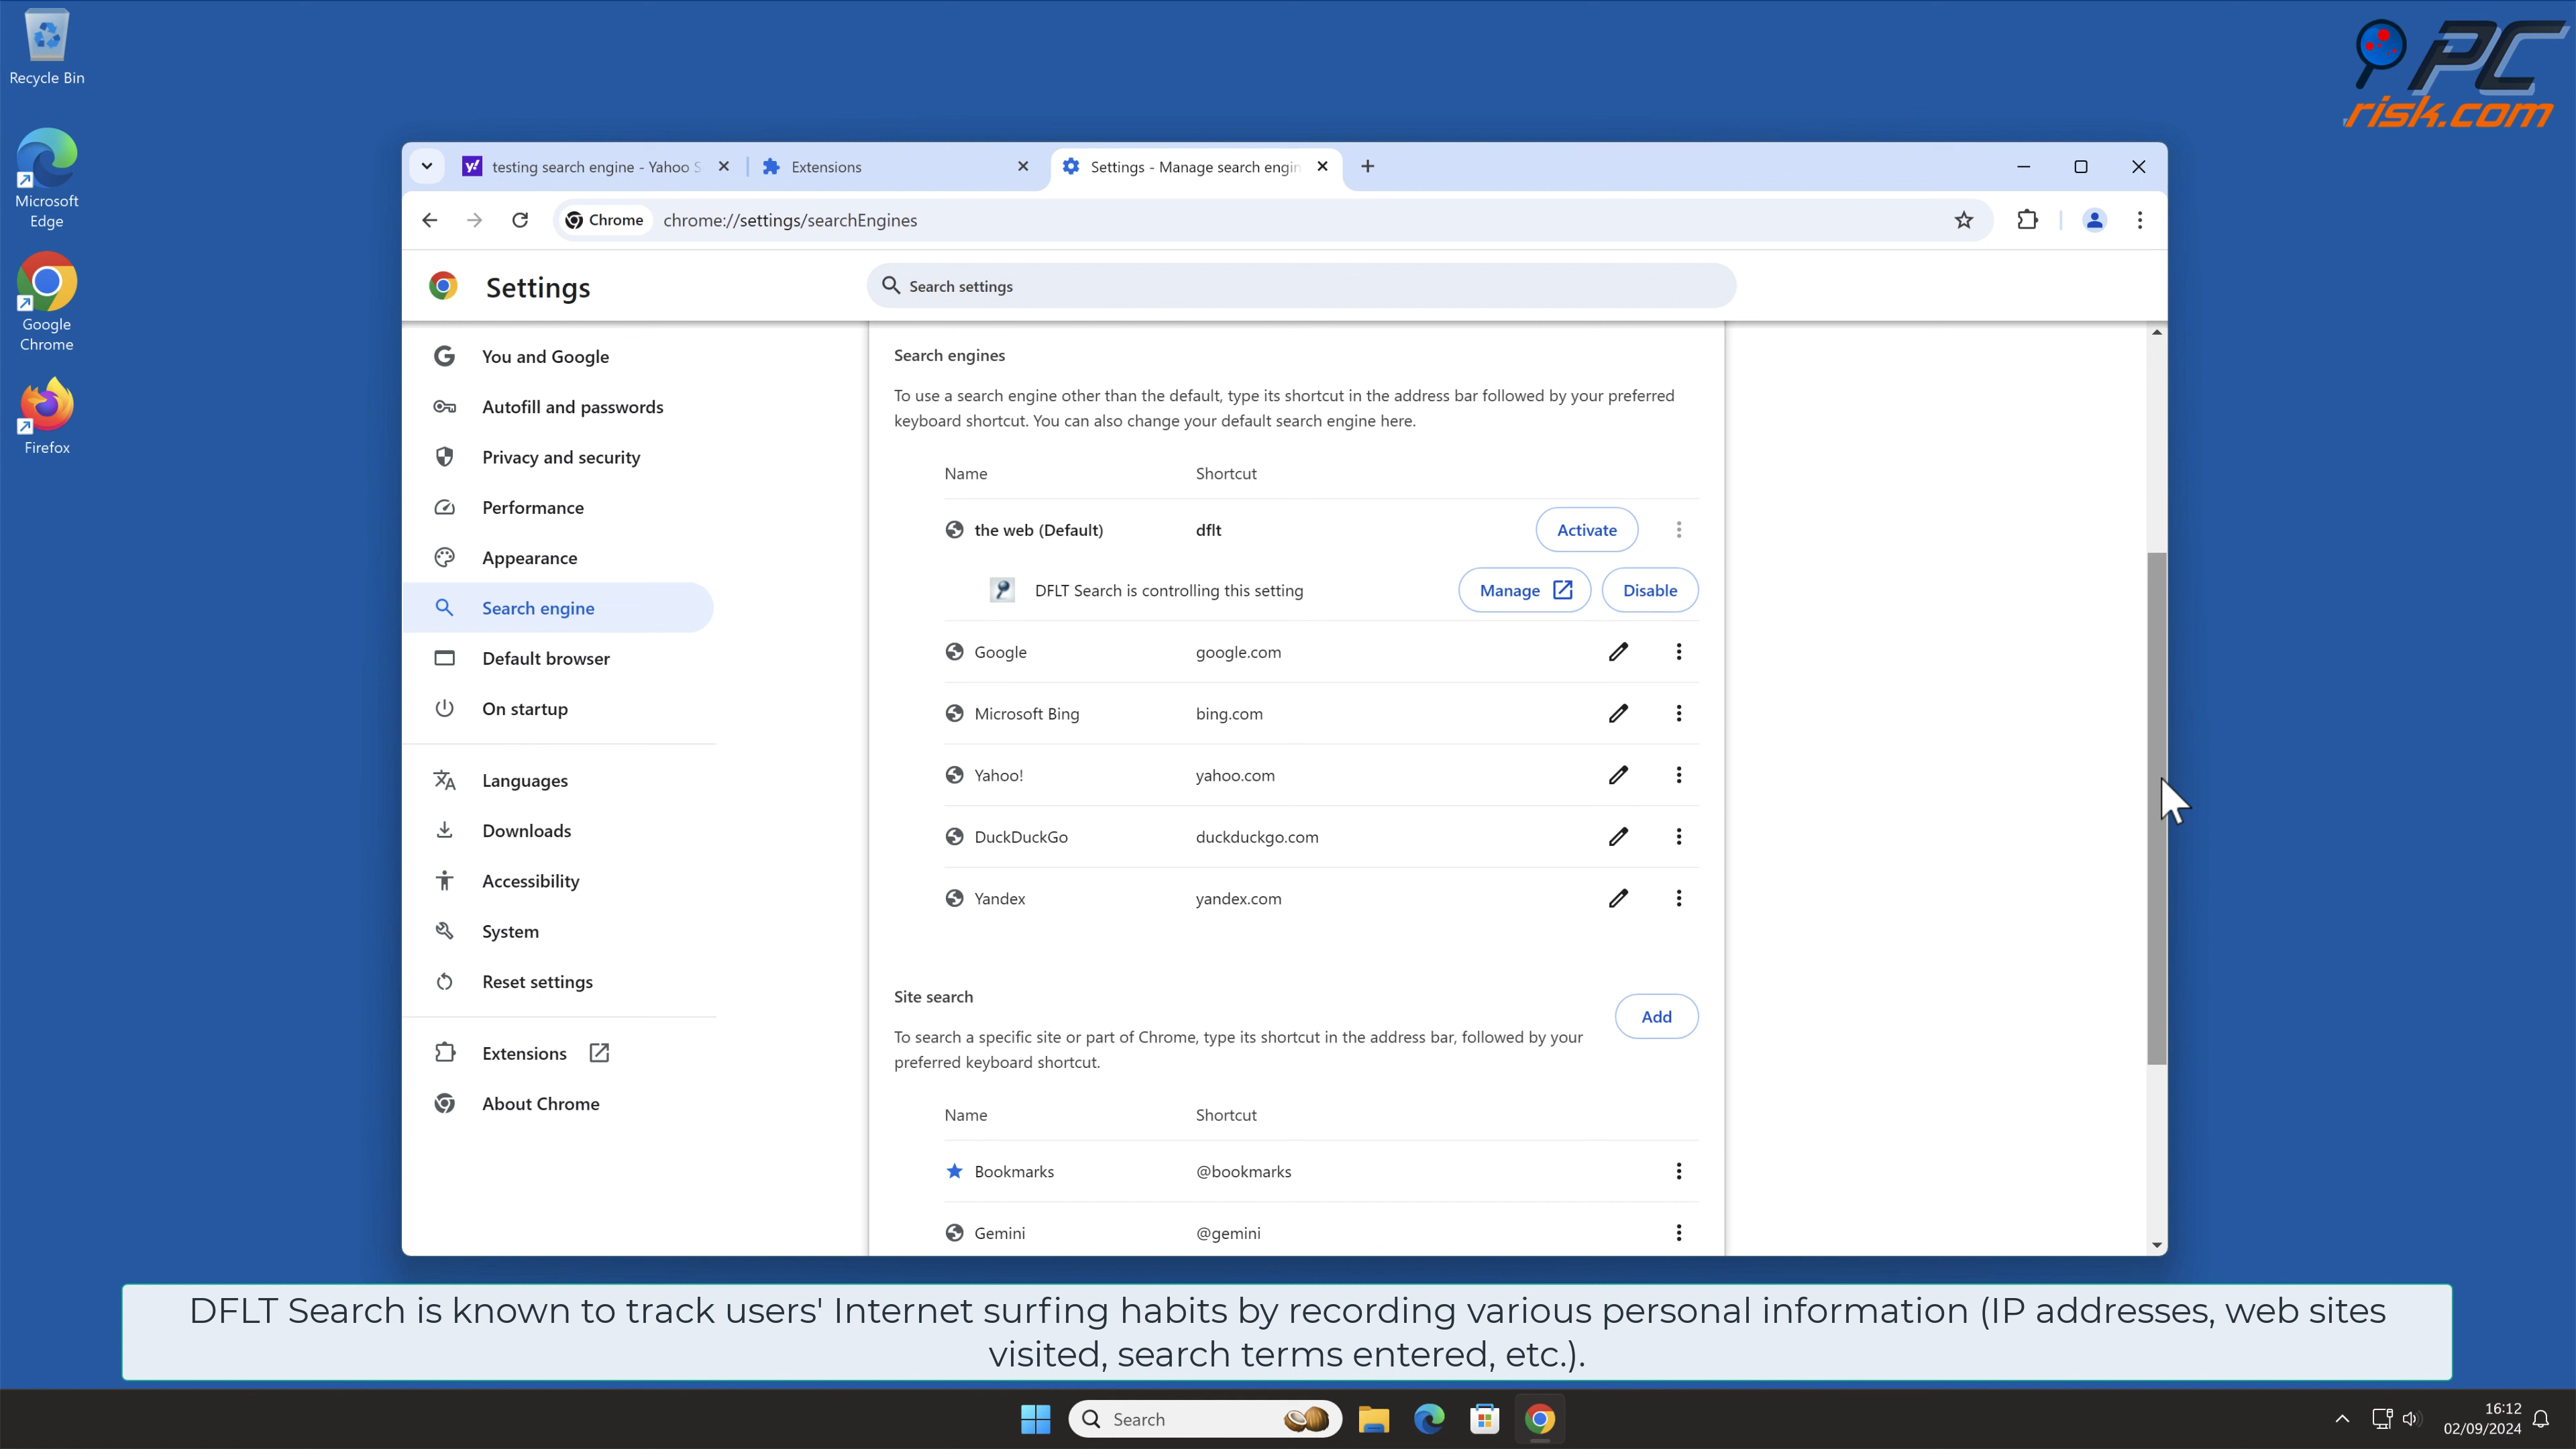 Recycle Bin
Microsoft
Edge
Google
Chrome
Firefox
PC
risk.com
testing search engine - Yahoo S
Extensions
Settings - Manage search engin
Chrome
chrome://settings/searchEngines
Settings
Search settings
You and Google
Autofill and passwords
Privacy and security
Performance
Appearance
Search engine
Default browser
On startup
Languages
Downloads
Accessibility
System
Reset settings
Extensions
About Chrome
Search engines
To use a search engine other than the default, type its shortcut in the address bar followed by your preferred
keyboard shortcut. You can also change your default search engine here.
Name Shortcut
the web (Default) dflt Activate
DFLT Search is controlling this setting Manage Disable
Google google.com
Microsoft Bing bing.com
Yahoo! yahoo.com
DuckDuckGo duckduckgo.com
Yandex yandex.com
Site search
Add
To search a specific site or part of Chrome, type its shortcut in the address bar, followed by your
preferred keyboard shortcut.
Name Shortcut
Bookmarks @bookmarks
Gemini @gemini
DFLT Search is known to track users' Internet surfing habits by recording various personal information (IP addresses, web sites
visited, search terms entered, etc.).
Search
16:12
02/09/2024